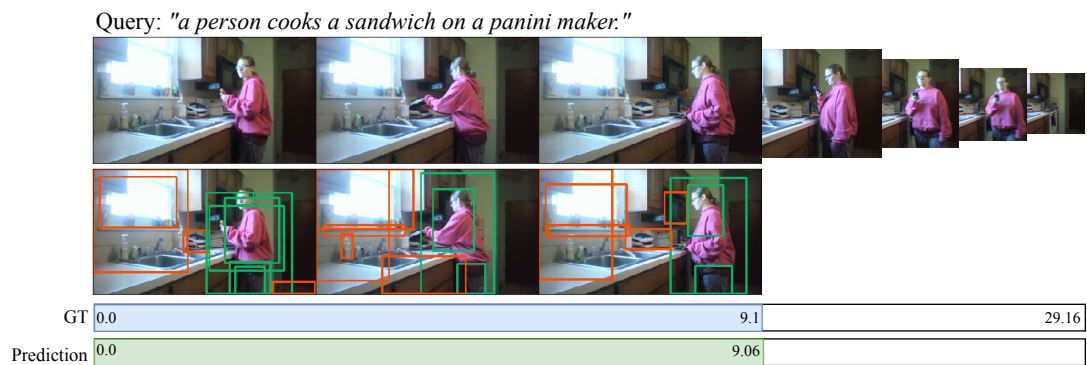 Query: "a person cooks a sandwich on a panini maker."
GT 0.0 9.1 29.16
Prediction 0.0 9.06